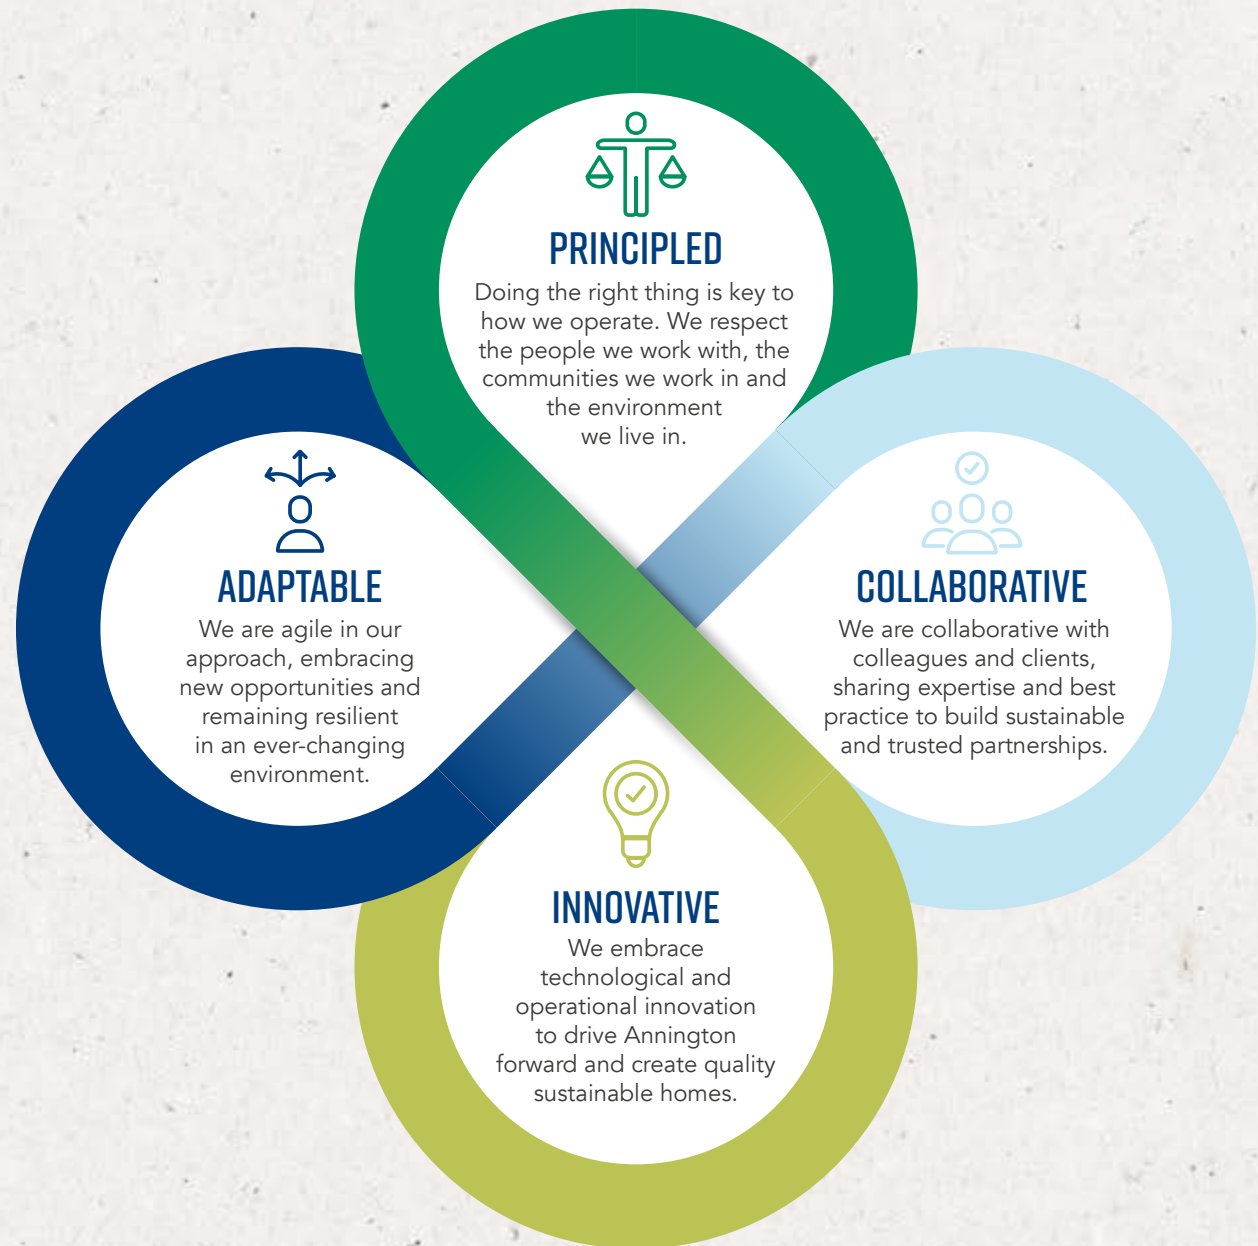 PRINCIPLED
Doing the right thing is key to
how we operate. We respect
the people we work with, the
communities we work in and
the environment
we live in.
ADAPTABLE
We are agile in our
approach, embracing
new opportunities and
remaining resilient
in an ever-changing
environment.
COLLABORATIVE
We are collaborative with
colleagues and clients,
sharing expertise and best
practice to build sustainable
and trusted partnerships.
INNOVATIVE
We embrace
technological and
operational innovation
to drive Annington
forward and create quality
sustainable homes.